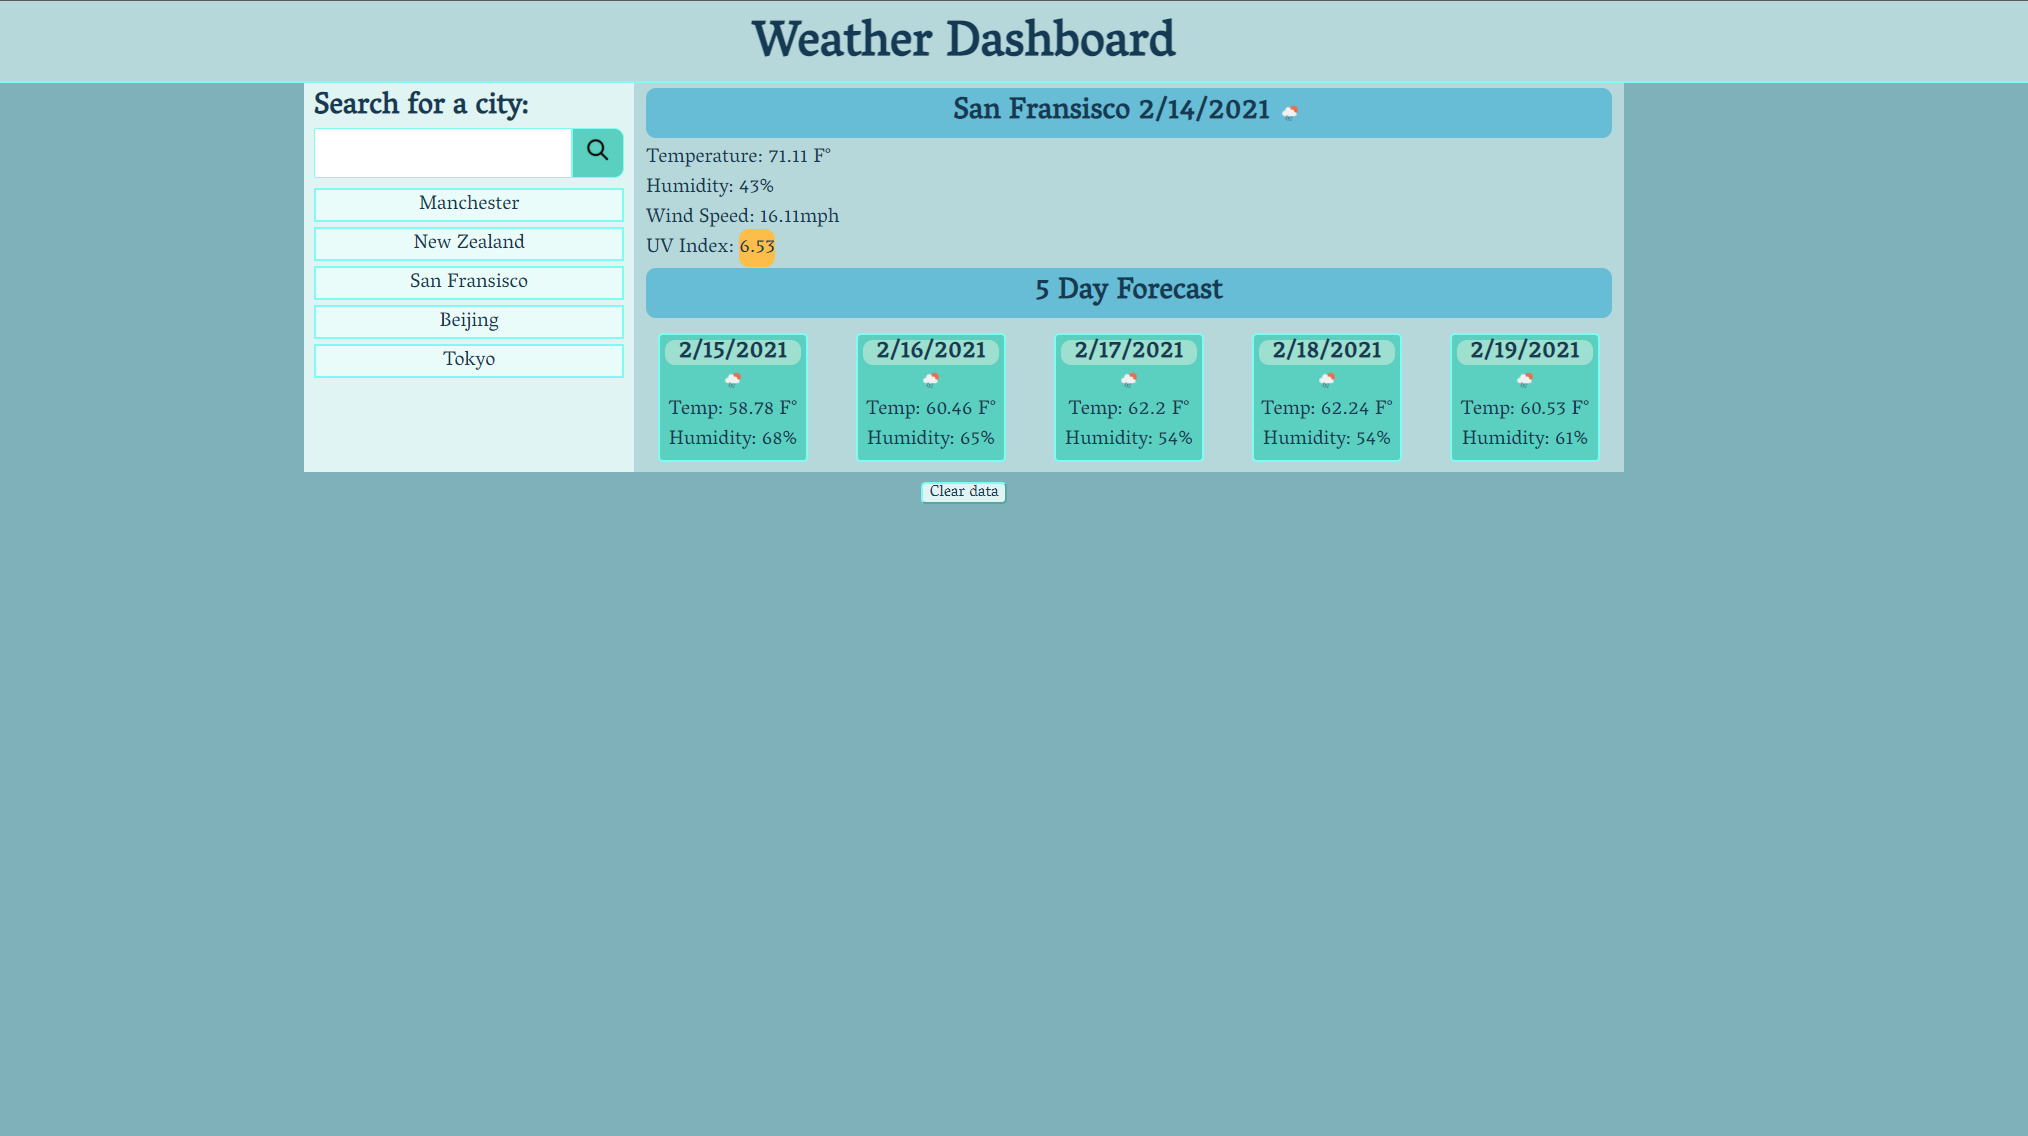 Weather Dashboard
Search for a city:
Manchester
New Zealand
San Fransisco
Beijing
Tokyo
San Fransisco 2/14/2021
Temperature: 71.11 F°
Humidity: 43%
Wind Speed: 16.11mph
UV Index: 6.53
5 Day Forecast
2/15/2021
Temp: 58.78 F°
Humidity: 68%
2/16/2021
Temp: 60.46 F°
Humidity: 65%
2/17/2021
Temp: 62.2 F°
Humidity: 54%
2/18/2021
Temp: 62.24 F°
Humidity: 54%
2/19/2021
Temp: 60.53 F°
Humidity: 61%
Clear data